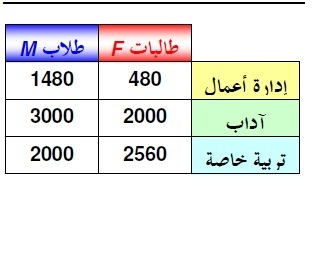 طالبات F طلاب M
إدارة أعمال 480 1480
آداب 2000 3000
تربية خاصة 2560 2000